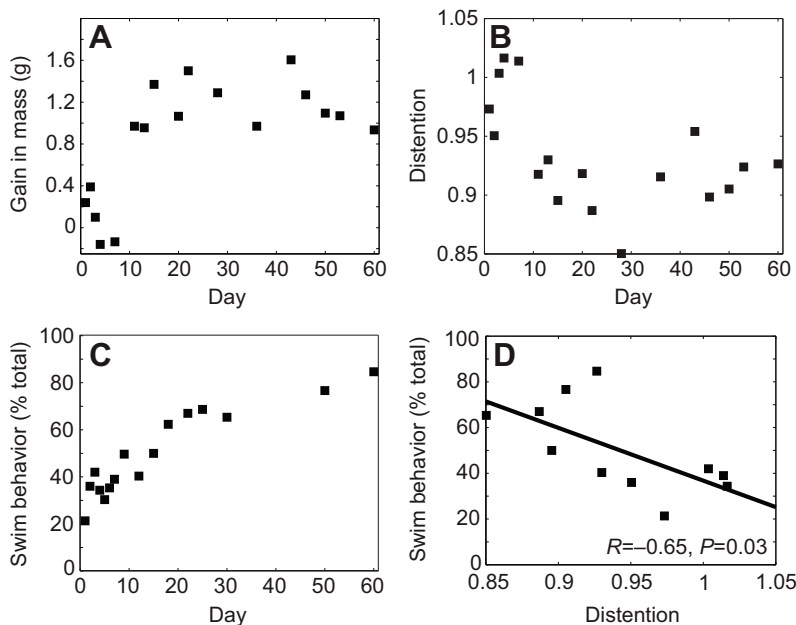 A
Gain in mass (g)
1.6
1.2
0.8
0.4
0
0 10 20 30 40 50 60
Day
B
Distention
1.05
1
0.95
0.9
0.85
0 10 20 30 40 50 60
Day
C
Swim behavior (% total)
100
80
60
40
20
0
0 10 20 30 40 50 60
Day
D
Swim behavior (% total)
100
80
60
40
20
0
R=–0.65, P=0.03
0.85 0.9 0.95 1 1.05
Distention